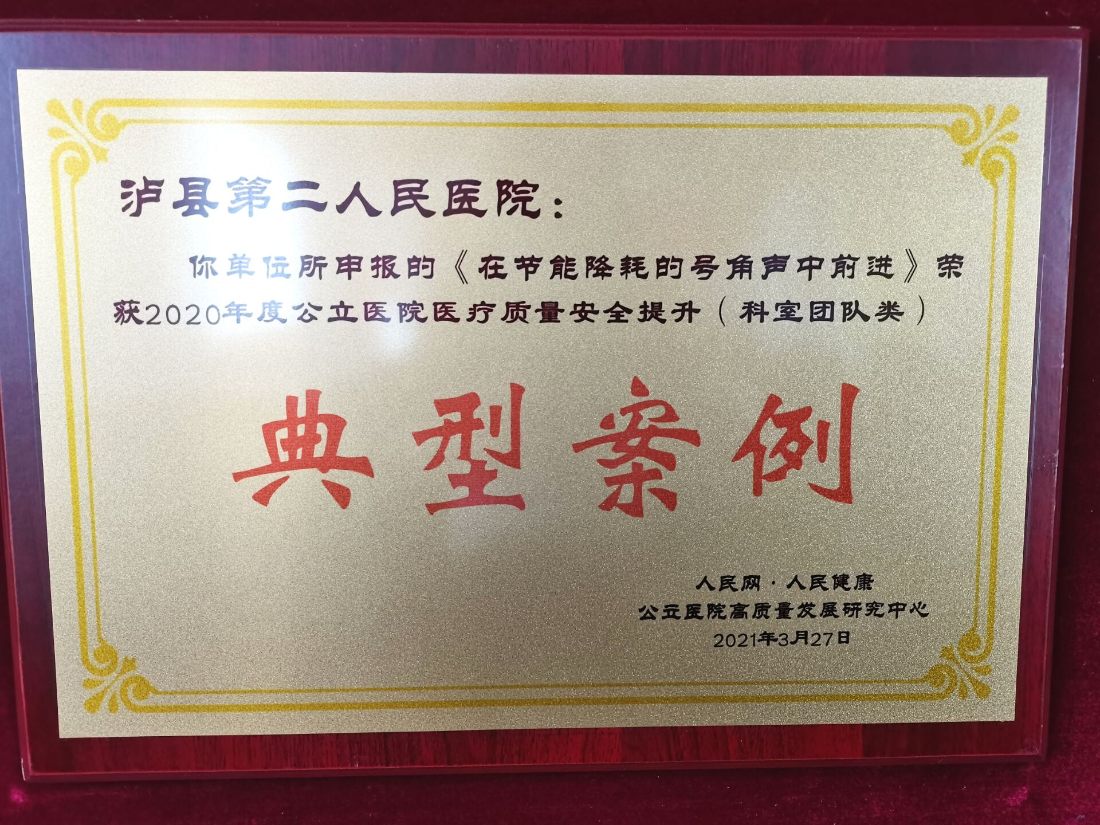 泸县第二人民医院：
你单位所申报的《在节能降耗的号角声中前进》荣
获2020年度公立医院医疗质量安全提升（科室团队类）
典型案例
人民网·人民健康
公立医院高质量发展研究中心
2021年3月27日